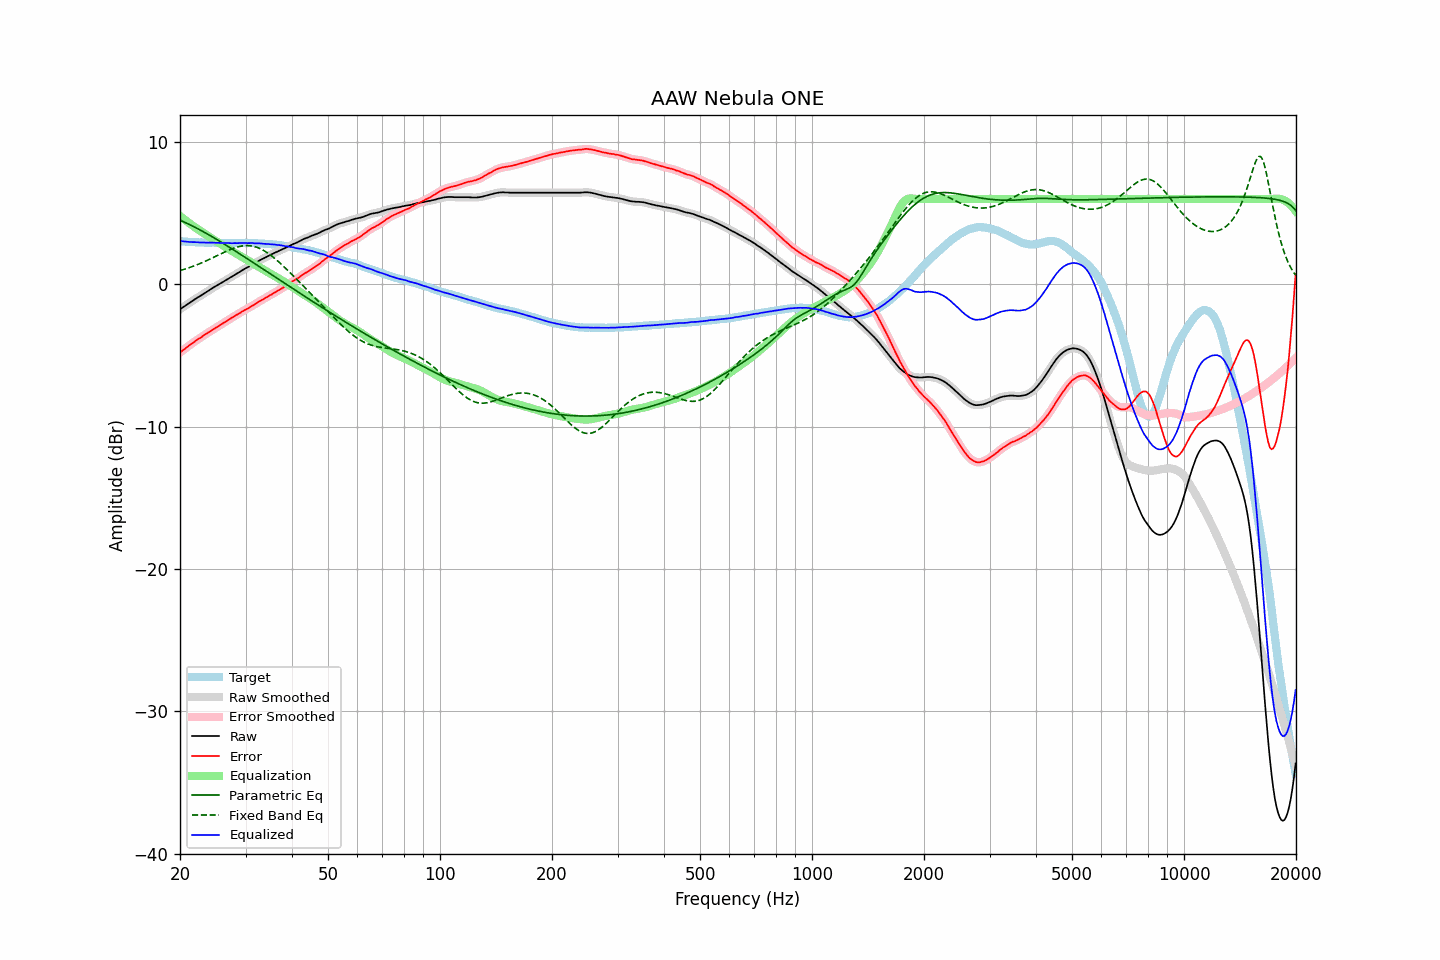 AAW Nebula ONE
Amplitude (dBr)
10
0
−10
−20
−30
−40
Target
Raw Smoothed
Error Smoothed
Raw
Error
Equalization
Parametric Eq
Fixed Band Eq
Equalized
20 50 100 200 500 1000 2000 5000 10000 20000
Frequency (Hz)